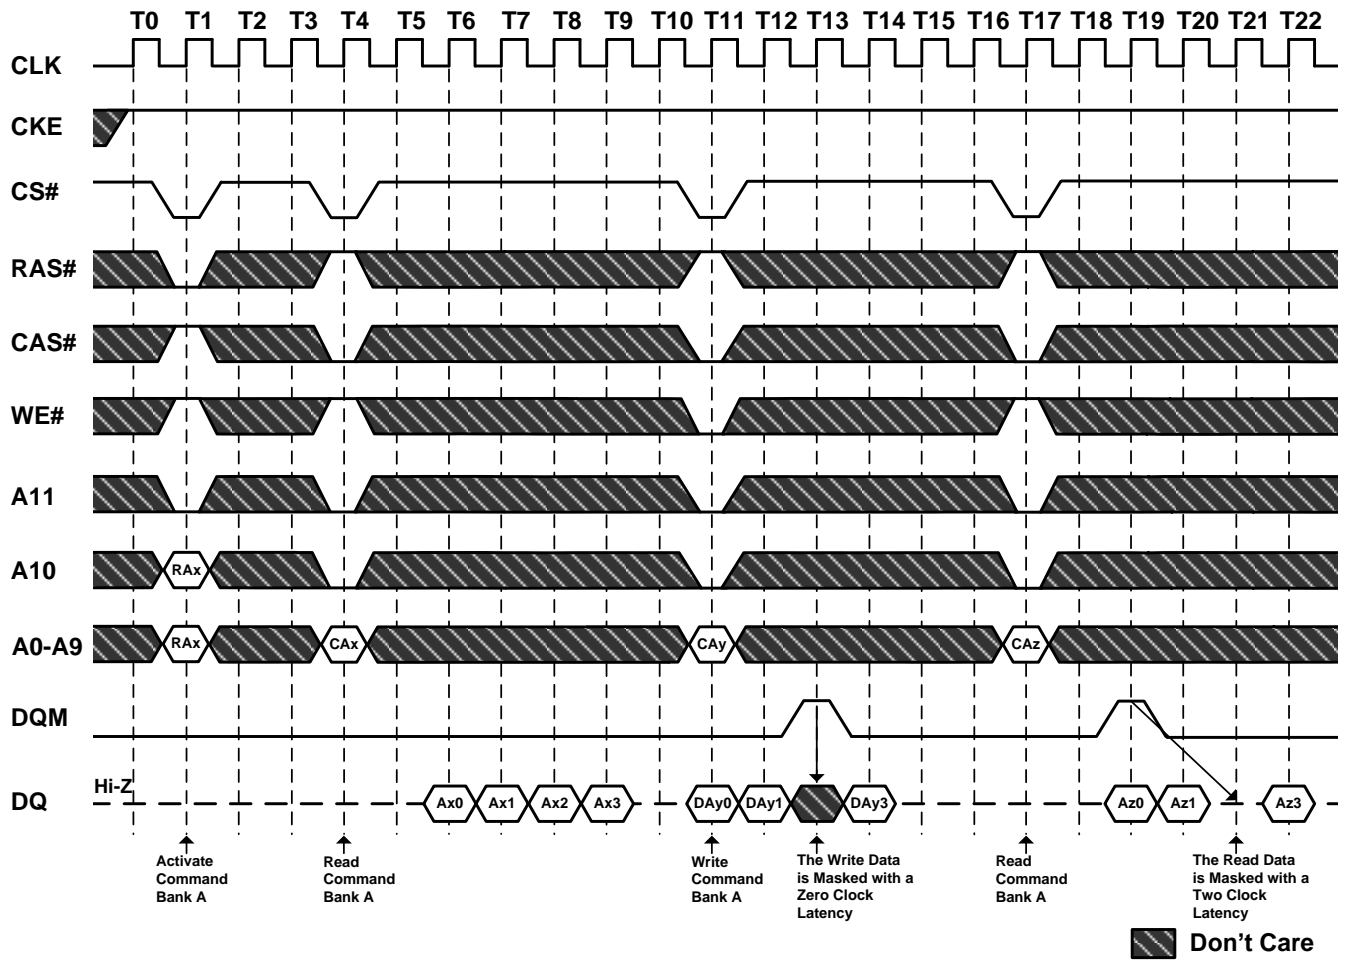 T0 T1 T2 T3 T4 T5 T6 T7 T8 T9 T10 T11 T12 T13 T14 T15 T16 T17 T18 T19 T20 T21 T22
CLK
CKE
CS#
RAS#
CAS#
WE#
A11
A10 RAx
A0-A9 RAx CAx CAy CAz
DQM
Hi-Z
DQ Ax0 Ax1 Ax2 Ax3 DAy0 DAy1 DAy3 Az0 Az1 Az3
Activate
Command
Bank A
Read
Command
Bank A
Write
Command
Bank A
The Write Data
is Masked with a
Zero Clock
Latency
Read
Command
Bank A
The Read Data
is Masked with a
Two Clock
Latency
Don't Care